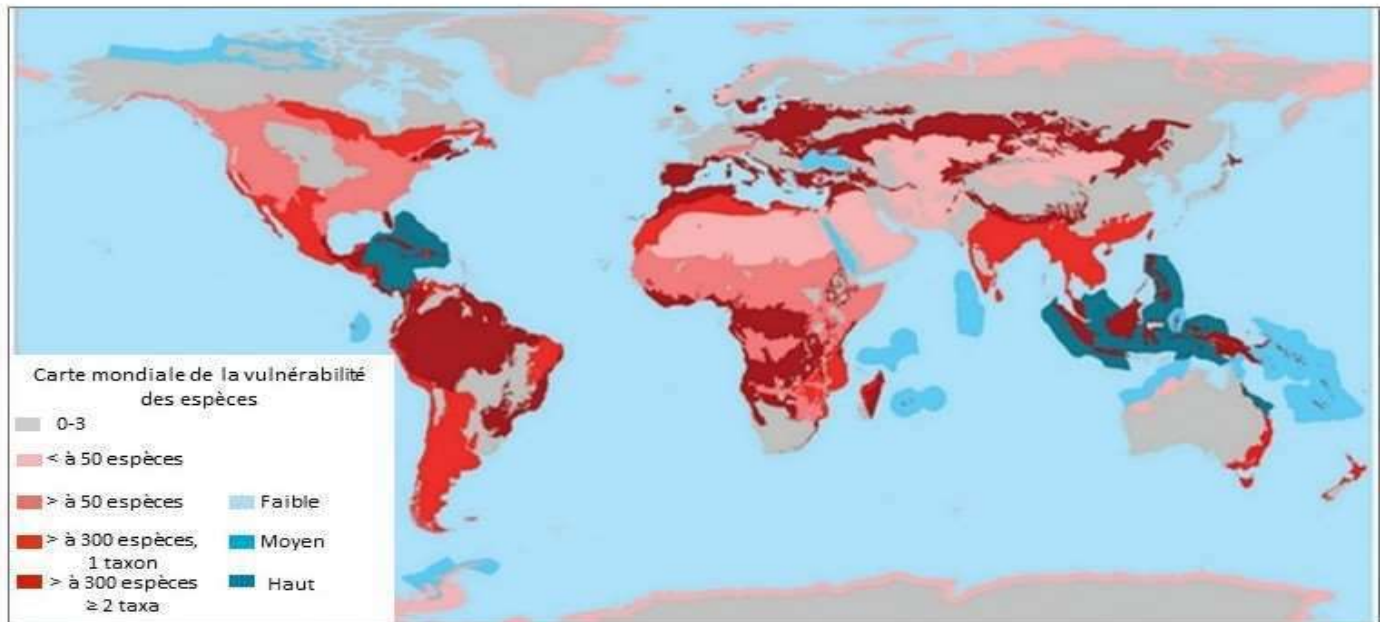 Carte mondiale de la vulnérabilité
des espèces
0-3
< à 50 espèces
> à 50 espèces
> à 300 espèces,
1 taxon
> à 300 espèces
≥ 2 taxa
Faible
Moyen
Haut